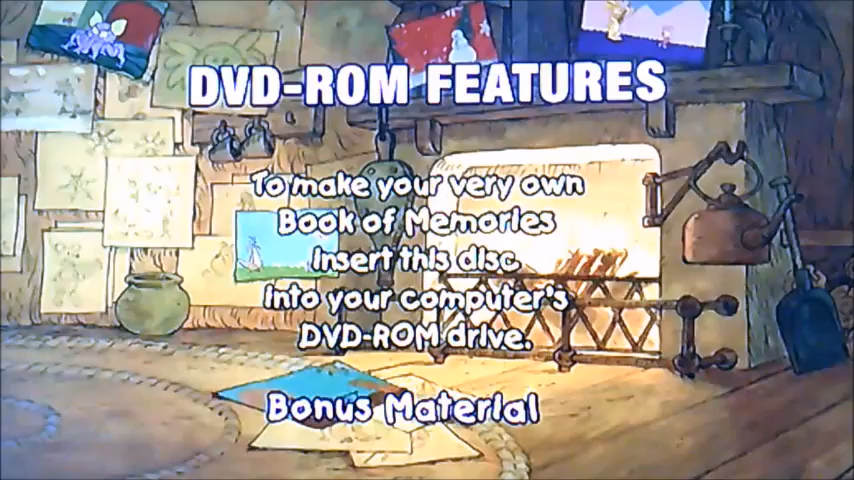 DVD-ROM FEATURES
To make your very own
Book of Memories
Insert this disc
into your computer's
DVD-ROM drive.
Bonus Material